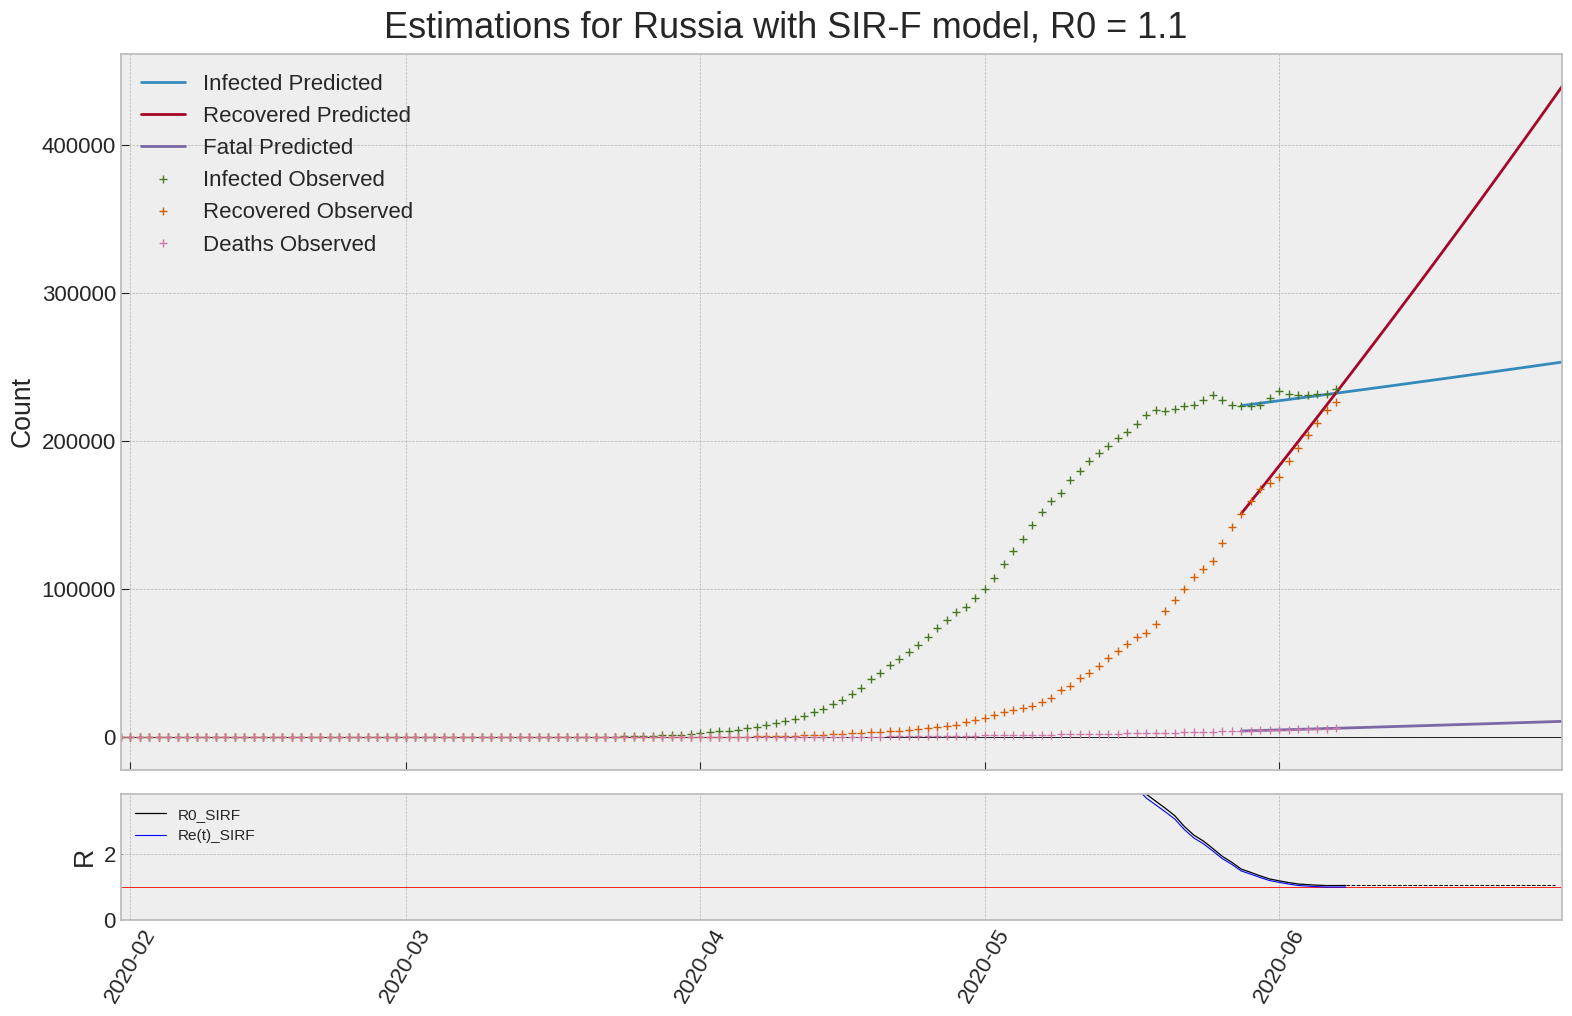 Estimations for Russia with SIR-F model, R0 = 1.1
Infected Predicted
Recovered Predicted
Fatal Predicted
Infected Observed
Recovered Observed
Deaths Observed
400000
300000
200000
100000
0
Count
R0_SIRF
Re(t)_SIRF
2
0
R
2020-02
2020-03
2020-04
2020-05
2020-06